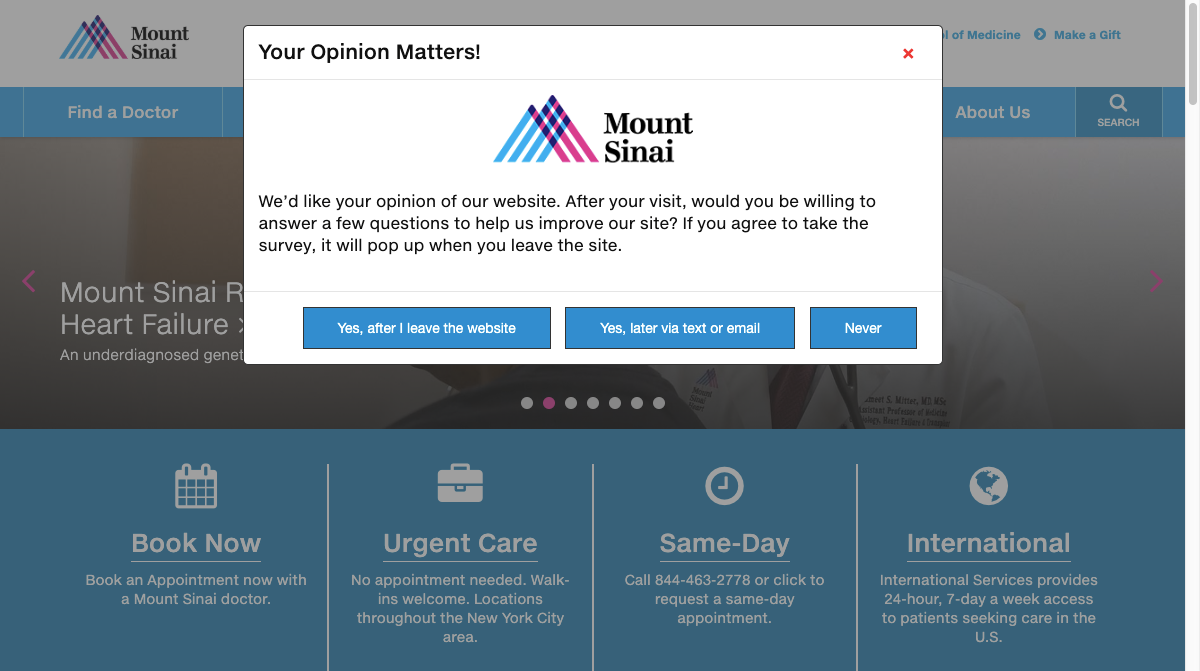 Mount
Sinai
of Medicine
Make a Gift
Find a Doctor
About Us
SEARCH
Your Opinion Matters!
Mount
Sinai
We'd like your opinion of our website. After your visit, would you be willing to
answer a few questions to help us improve our site? If you agree to take the
survey, it will pop up when you leave the site.
Yes, after I leave the website
Yes, later via text or email
Never
Mount Sinai
Heart Failure
An underdiagnosed
Book Now
Book an Appointment now with
a Mount Sinai doctor.
Urgent Care
No appointment needed. Walk-
ins welcome. Locations
throughout the New York City
area.
Same-Day
Call 844-463-2778 or click to
request a same-day
appointment.
International
International Services provides
24-hour, 7-day a week access
to patients seeking care in the
U.S.